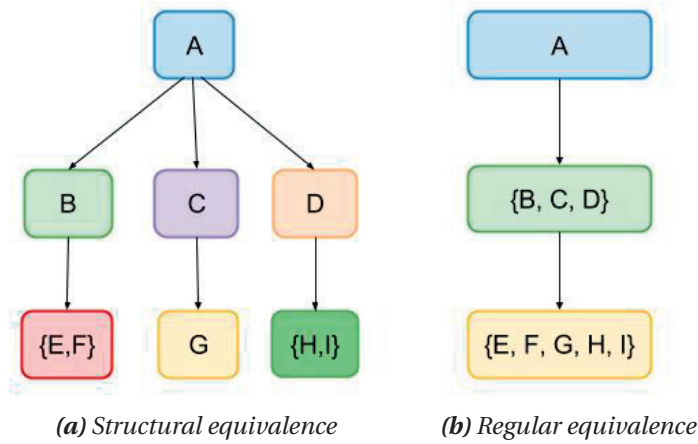 A
A
B
C
D
{B, C, D}
{E,F}
G
{H,I}
{E, F, G, H, I}
(a) Structural equivalence
(b) Regular equivalence